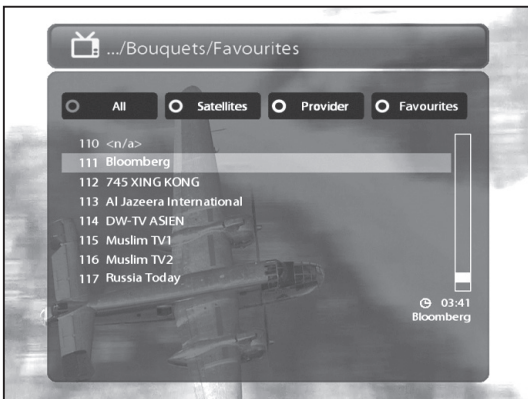 .../Bouquets/Favourites
All Satellites Provider Favourites
110 <n/a>
111 Bloomberg
112 745 XING KONG
113 Al Jazeera International
114 DW-TV ASIEN
115 Muslim TV1
116 Muslim TV2
117 Russia Today
03:41
Bloomberg